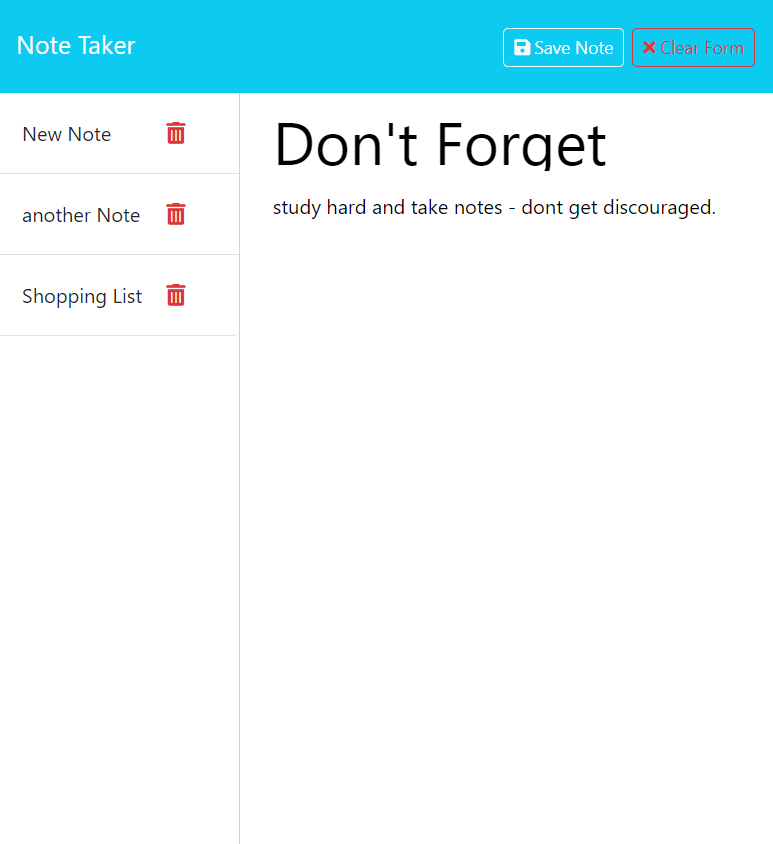 Note Taker
Save Note
Clear Form
New Note
another Note
Shopping List
Don't Forget
study hard and take notes - dont get discouraged.